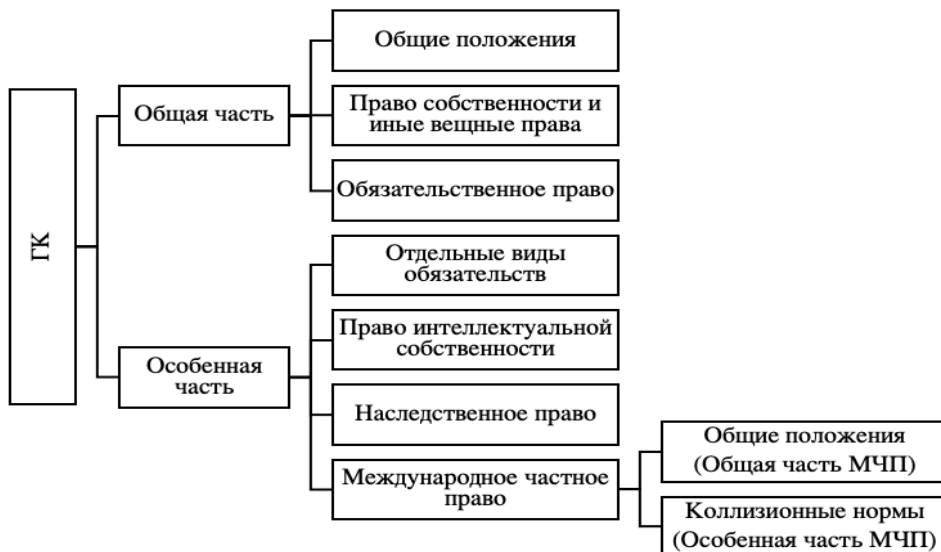 ГК
Общая часть
Общие положения
Право собственности и
иные вещные права
Обязательственное право
Особенная
часть
Отдельные виды
обязательств
Право интеллектуальной
собственности
Наследственное право
Международное частное
право
Общие положения
(Общая часть МЧП)
Коллизионные нормы
(Особенная часть МЧП)